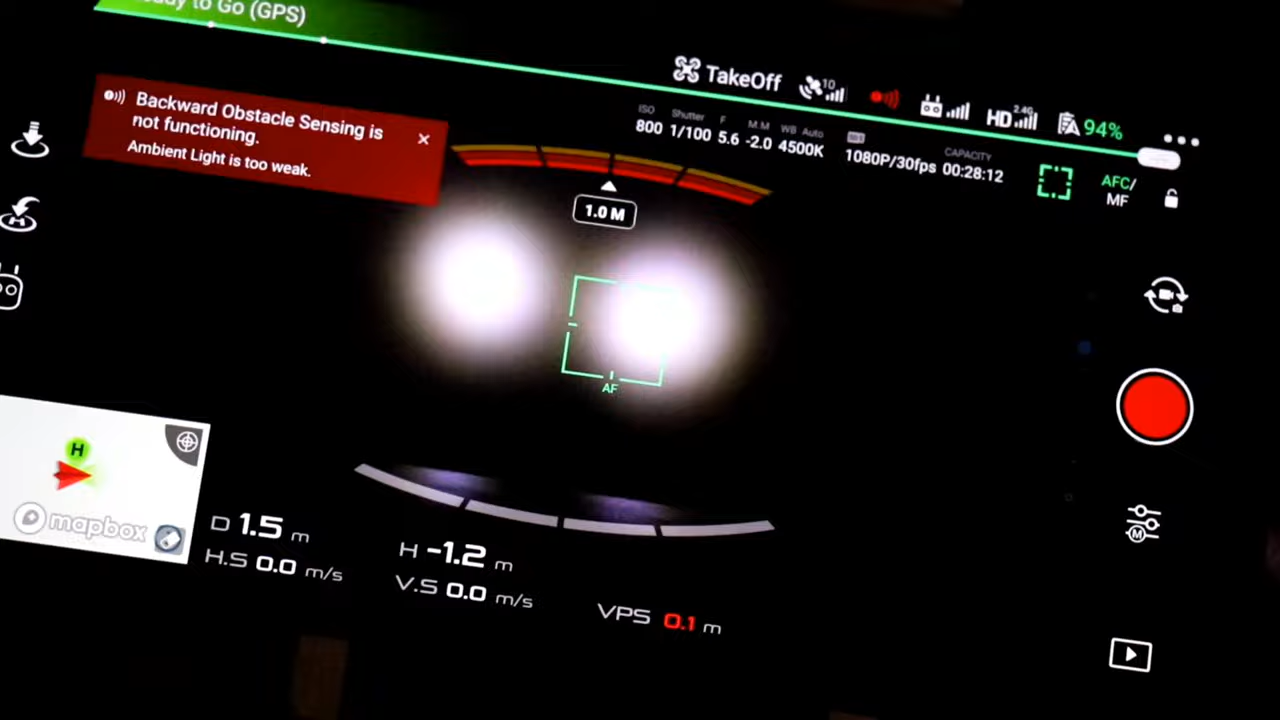 to Go (GPS)
TakeOff
10
HD 2.4G
94%
Backward Obstacle Sensing is
not functioning.
Ambient Light is too weak.
ISO Shutter F M.M WB Auto
800 1/100 5.6 -2.0 4500K
CAPACITY
1080P/30fps 00:28:12
AFC/
MF
1.0 M
AF
H
mapbox
D 1.5 m
H.S 0.0 m/s
H -1.2 m
V.S 0.0 m/s
VPS 0.1 m
H
M